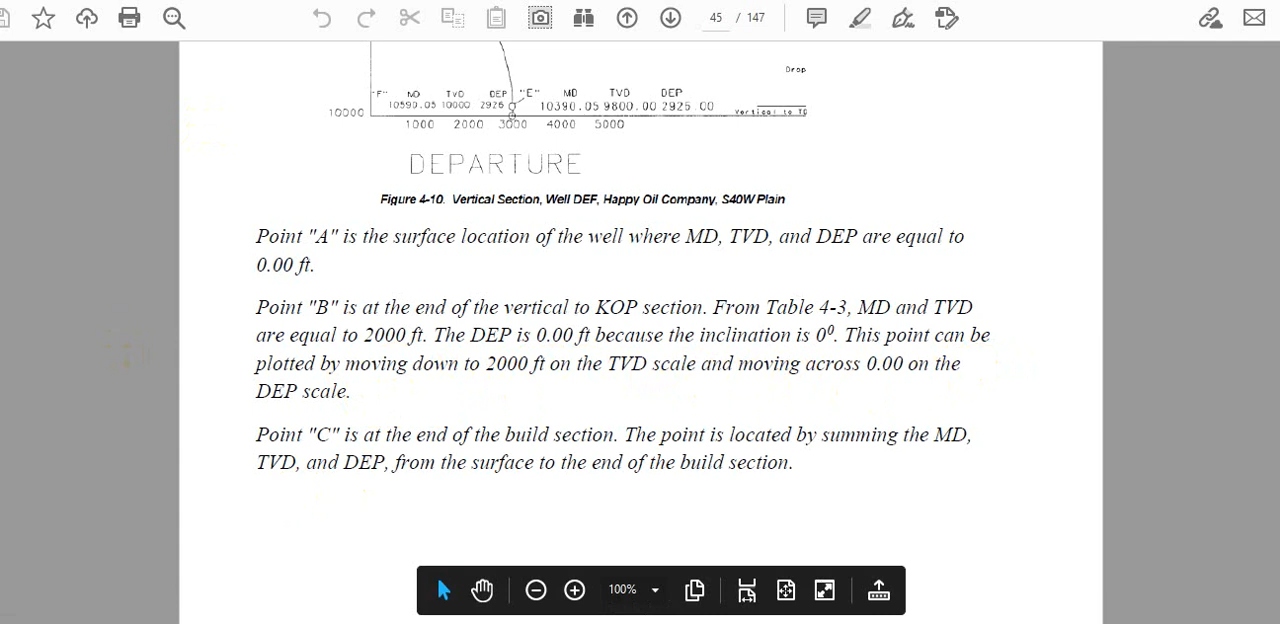 45 / 147
Drop
"F" MD TVD DEP "E" MD TVD DEP
10590.05 10000 2926 10390.05 9800.00 2926.00
10000 Vertical to TD
1000 2000 3000 4000 5000
DEPARTURE
Figure 4-10. Vertical Section, Well DEF, Happy Oil Company, S40W Plain
Point "A" is the surface location of the well where MD, TVD, and DEP are equal to
0.00 ft.
Point "B" is at the end of the vertical to KOP section. From Table 4-3, MD and TVD
are equal to 2000 ft. The DEP is 0.00 ft because the inclination is 0⁰. This point can be
plotted by moving down to 2000 ft on the TVD scale and moving across 0.00 on the
DEP scale.
Point "C" is at the end of the build section. The point is located by summing the MD,
TVD, and DEP, from the surface to the end of the build section.
100%